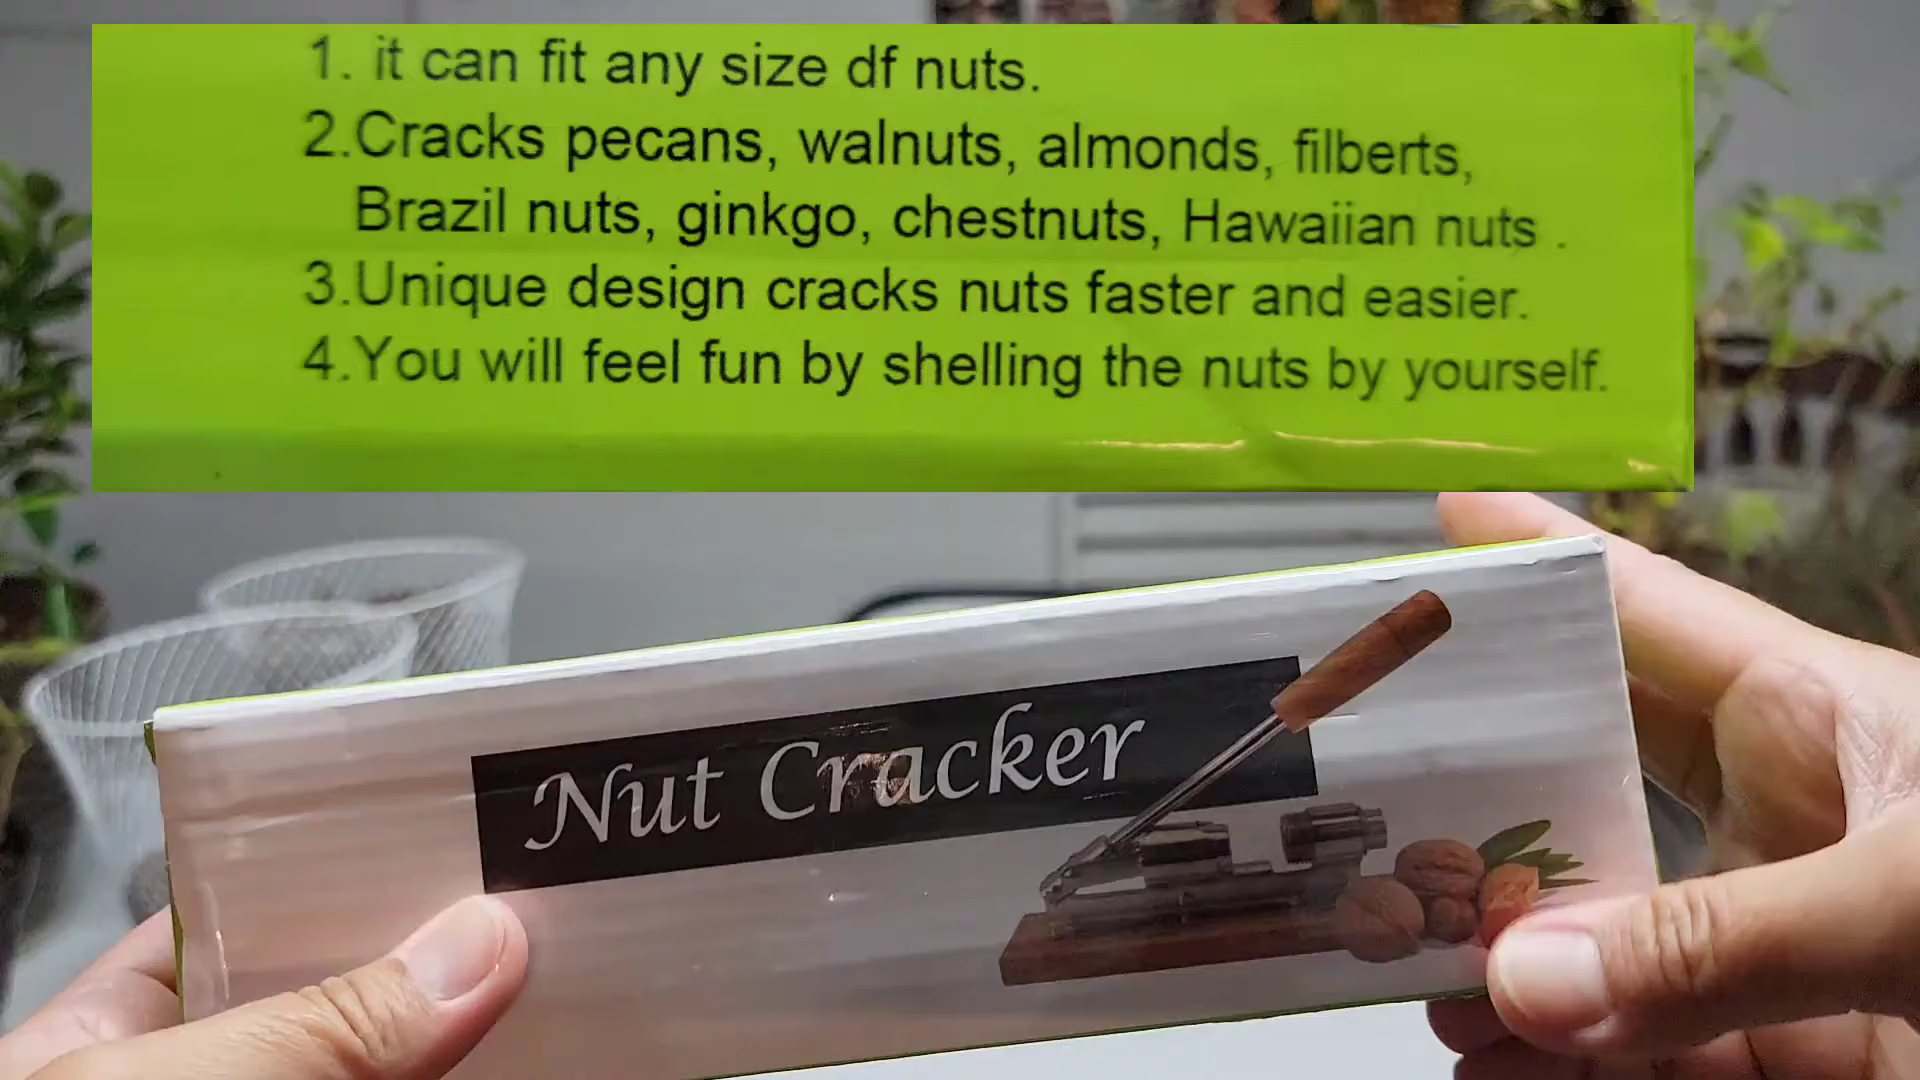 1. it can fit any size df nuts.
2.Cracks pecans, walnuts, almonds, filberts,
Brazil nuts, ginkgo, chestnuts, Hawaiian nuts .
3.Unique design cracks nuts faster and easier.
4.You will feel fun by shelling the nuts by yourself.
Nut Cracker